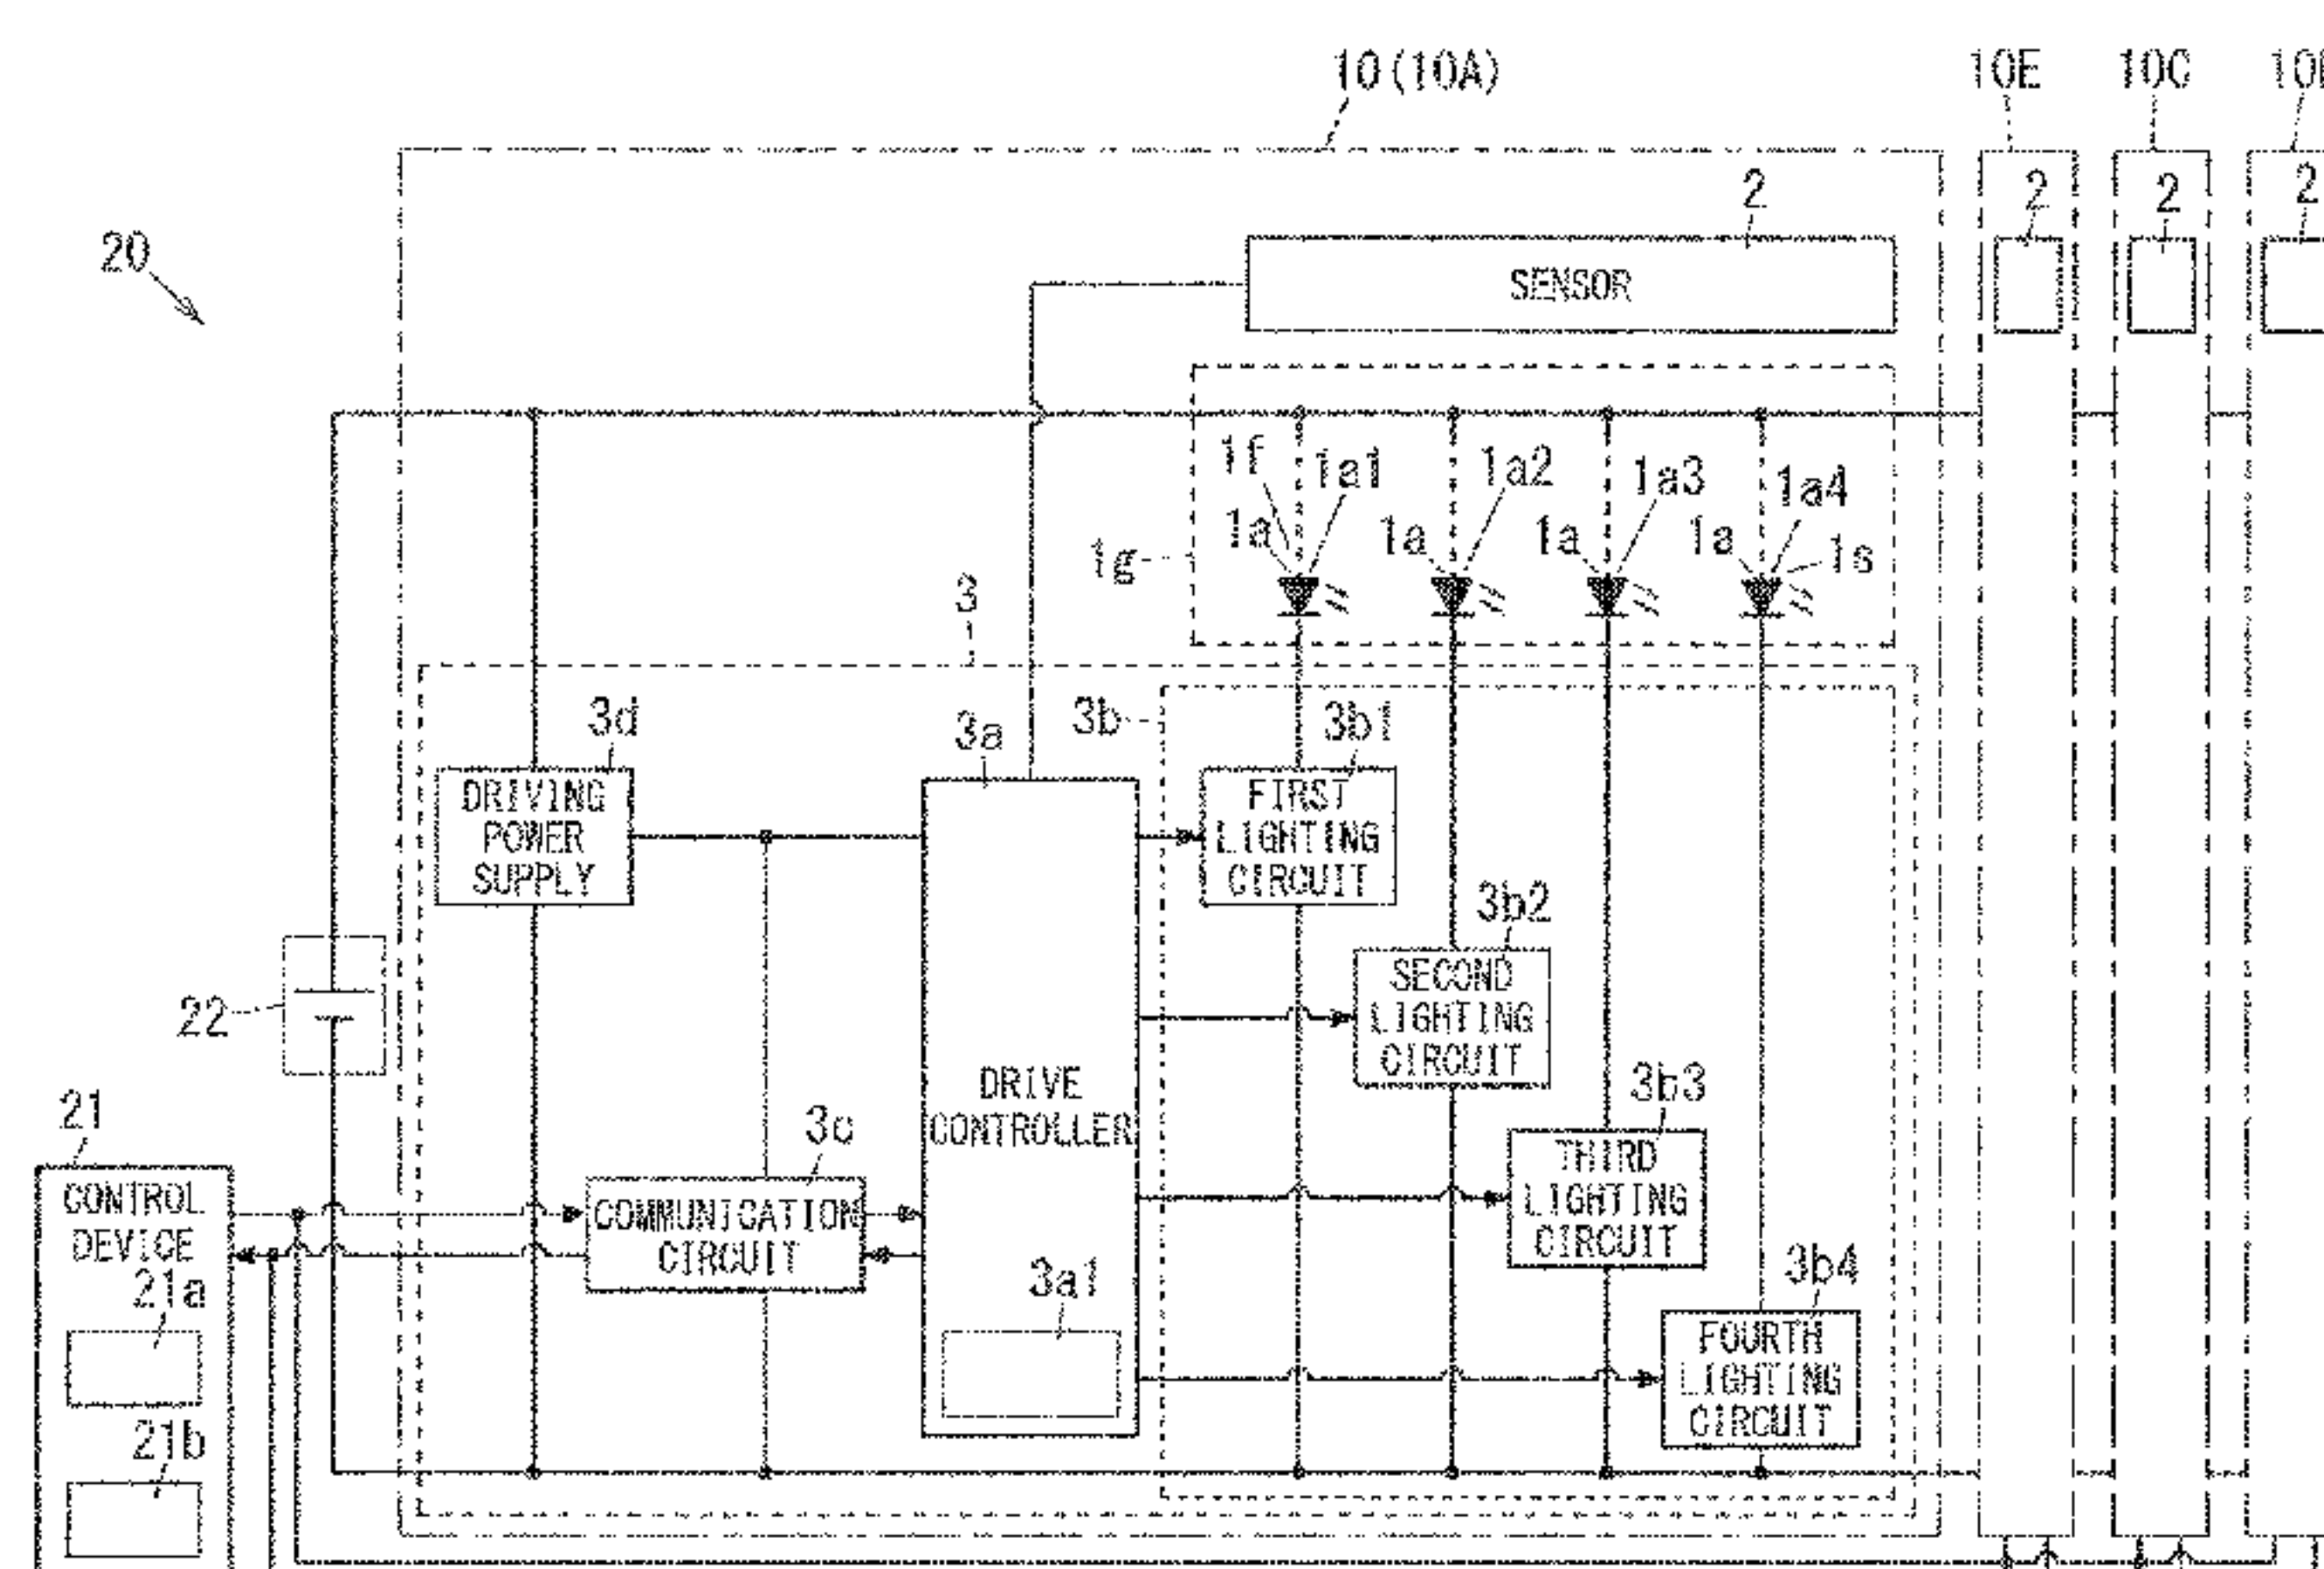 10(10A)
10E
10C
2
2
2
2
20
SENSOR
1f
1a1
1a2
1a3
1a4
1a
1a
1a
1a
1s
1g
3
3d
3a
3b
3b1
DRIVING
POWER
SUPPLY
FIRST
LIGHTING
CIRCUIT
3b2
SECOND
LIGHTING
CIRCUIT
22
DRIVE
CONTROLLER
3b3
THIRD
LIGHTING
CIRCUIT
21
3c
CONTROL
DEVICE
COMMUNICATION
CIRCUIT
21a
3a1
3b4
FOURTH
LIGHTING
CIRCUIT
21b